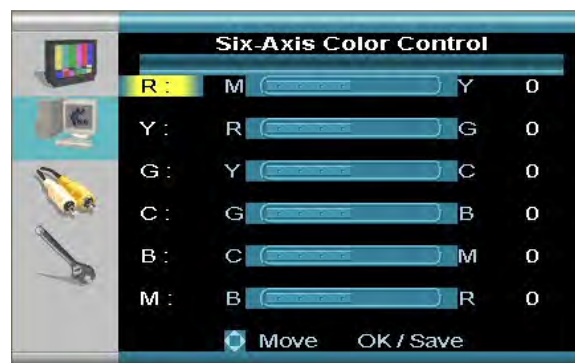 Six-Axis Color Control
R : M Y 0
Y : R G 0
G : Y C 0
C : G B 0
B : C M 0
M : B R 0
Move OK / Save